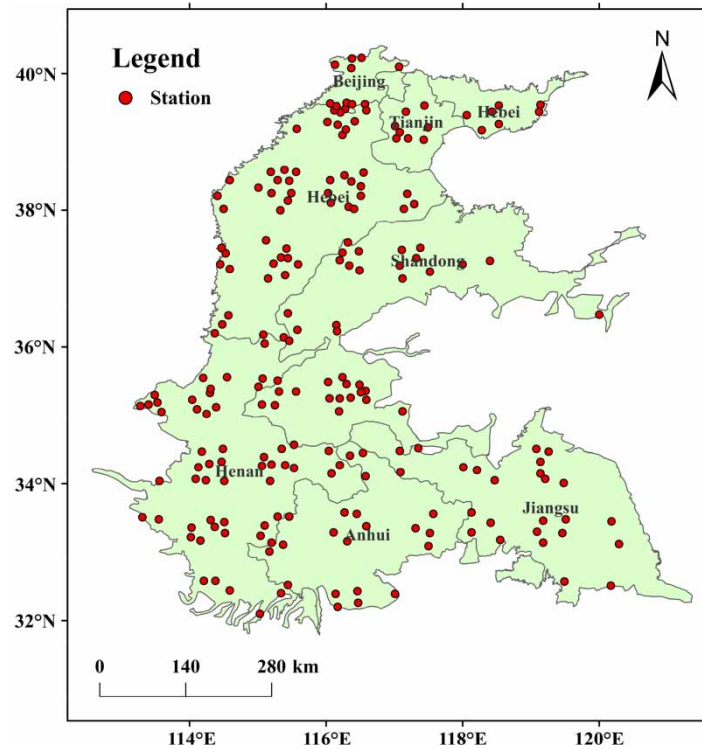 N
Legend
Station
40°N
38°N
36°N
34°N
32°N
Beijing
Tianjin
Hebei
Hebei
Shandong
Henan
Jiangsu
Anhui
0 140 280 km
114°E 116°E 118°E 120°E